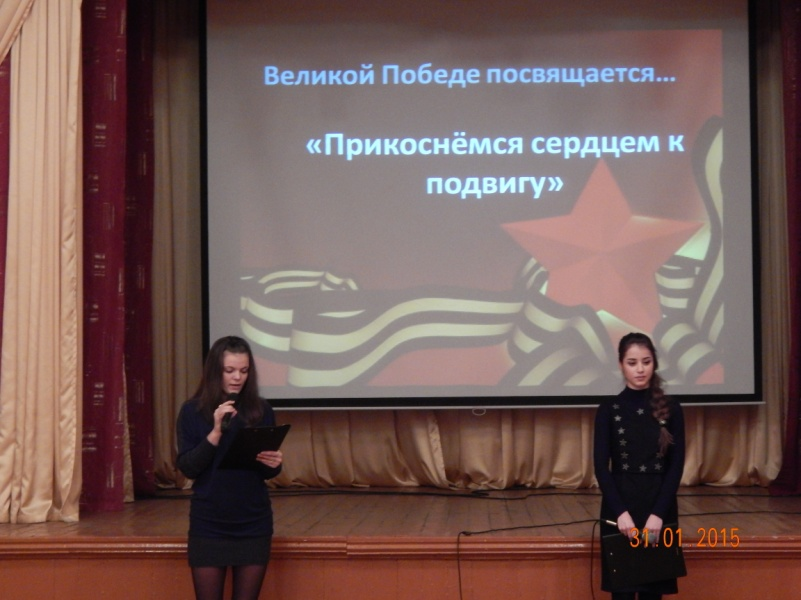 Великой Победе посвящается...
«Прикоснёмся сердцем к
подвигу»
31.01.2015